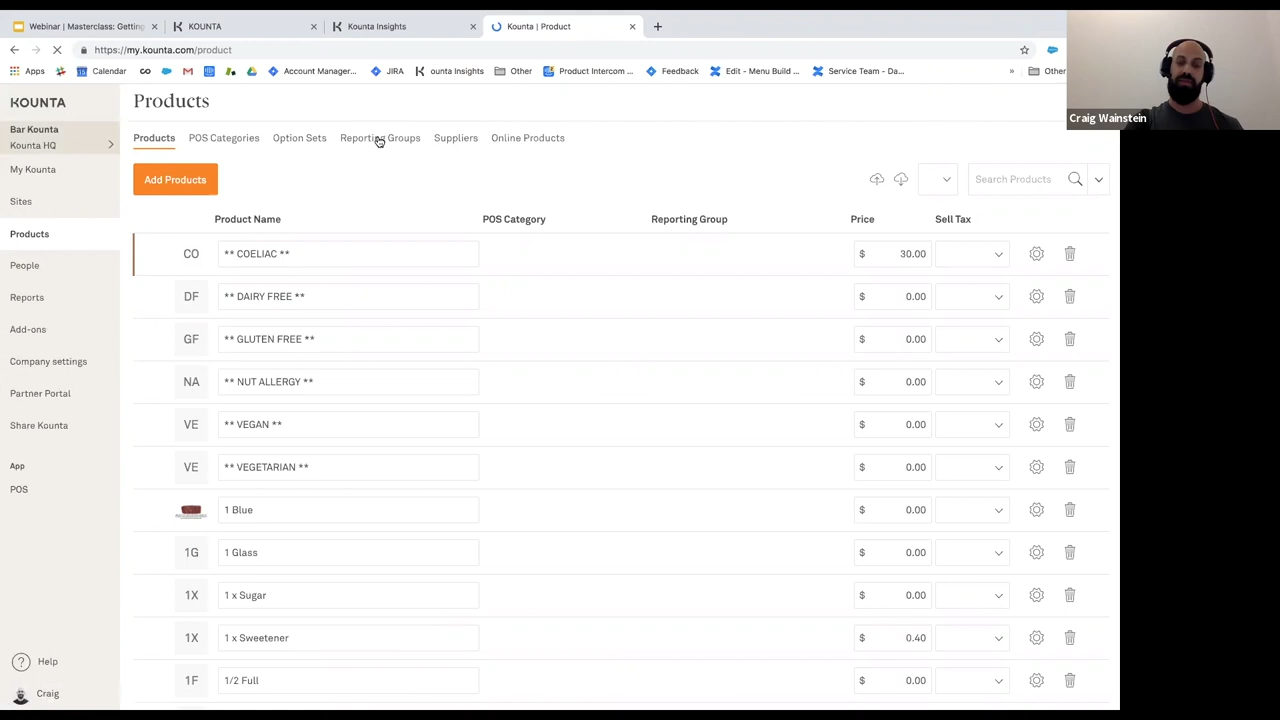 Webinar | Masterclass: Getting
KOUNTA
Kounta Insights
Kounta | Product
https://my.kounta.com/product
Apps
Calendar
Account Manager...
JIRA
ounta Insights
Other
Product Intercom ...
Feedback
Edit - Menu Build ...
Service Team - Da...
»
Other
Craig Wainstein
KOUNTA
Bar Kounta
Kounta HQ
My Kounta
Sites
Products
People
Reports
Add-ons
Company settings
Partner Portal
Share Kounta
App
POS
Help
Craig
Products
Products POS Categories Option Sets Reporting Groups Suppliers Online Products
Add Products
Search Products
Product Name POS Category Reporting Group Price Sell Tax
CO ** COELIAC ** $ 30.00
DF ** DAIRY FREE ** $ 0.00
GF ** GLUTEN FREE ** $ 0.00
NA ** NUT ALLERGY ** $ 0.00
VE ** VEGAN ** $ 0.00
VE ** VEGETARIAN ** $ 0.00
1 Blue $ 0.00
1G 1 Glass $ 0.00
1X 1 x Sugar $ 0.00
1X 1 x Sweetener $ 0.40
1F 1/2 Full $ 0.00